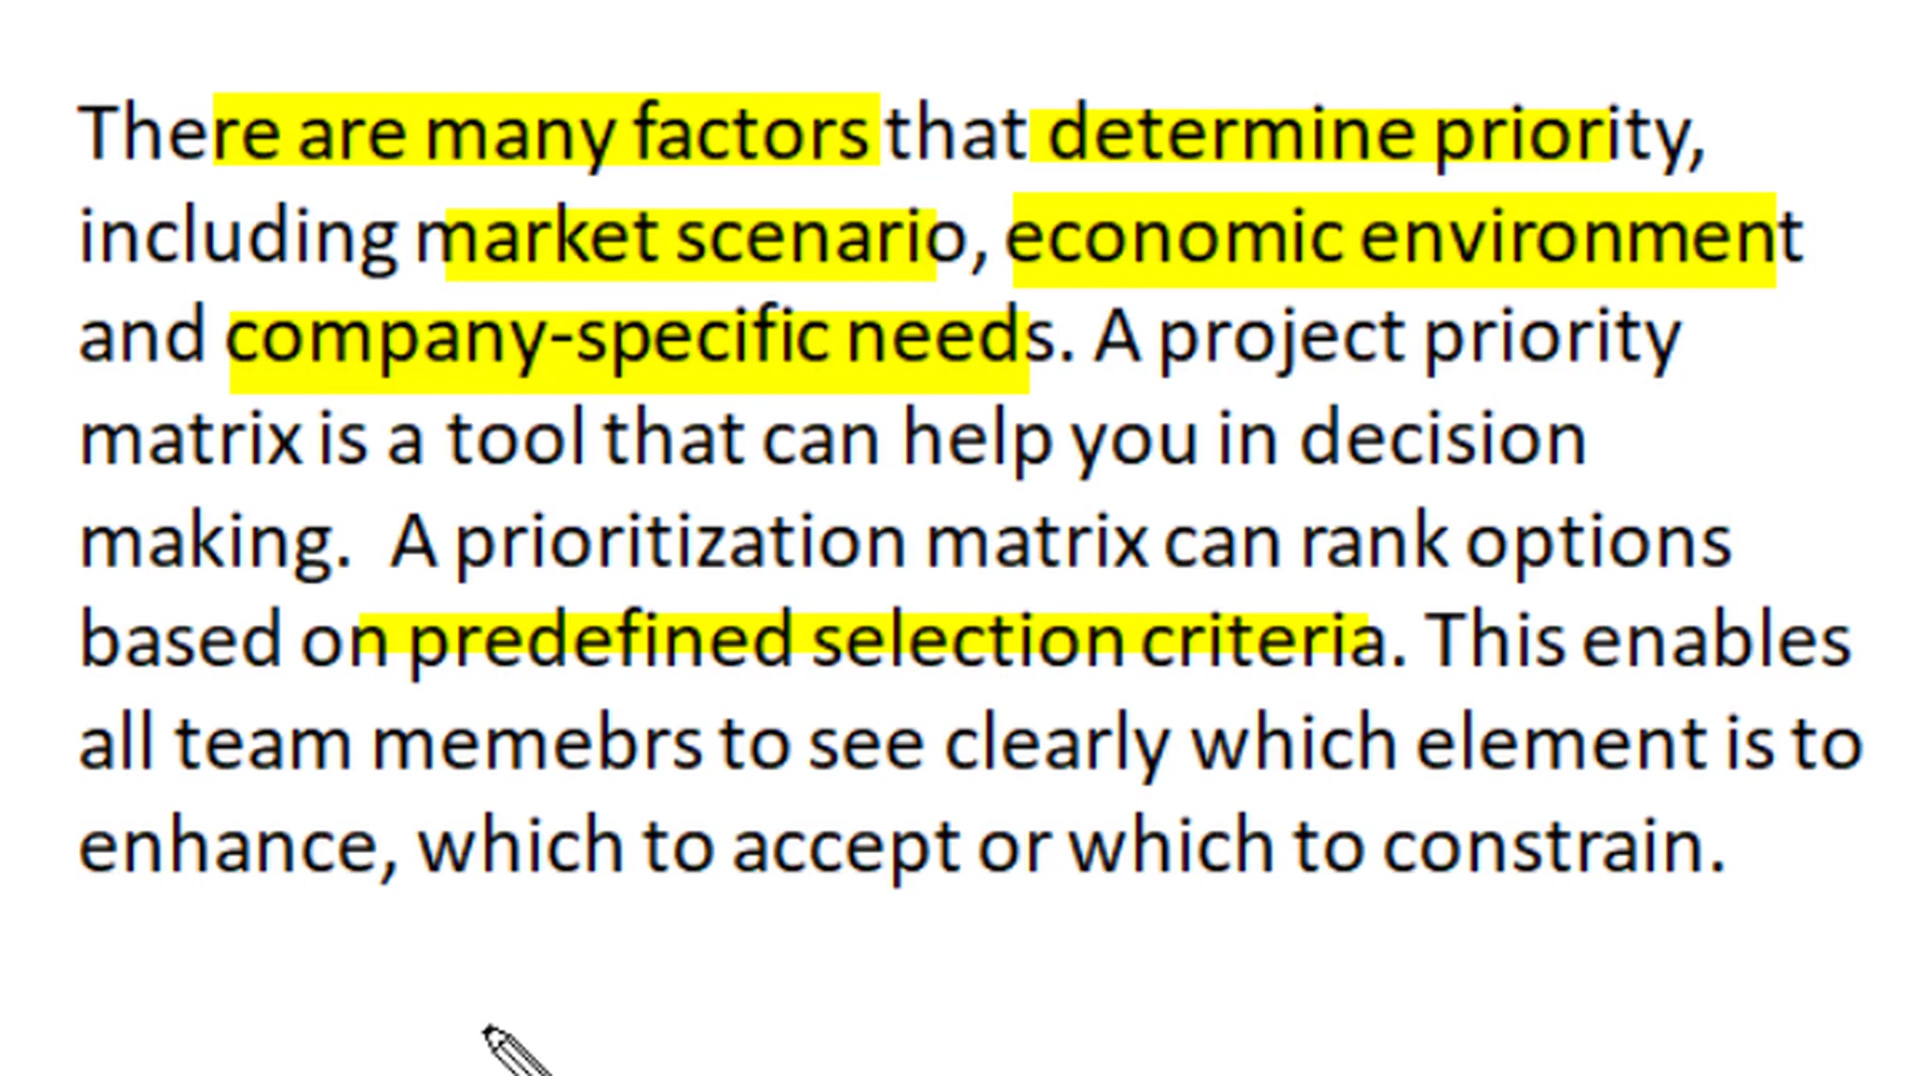 There are many factors that determine priority,
including market scenario, economic environment
and company-specific needs. A project priority
matrix is a tool that can help you in decision
making.  A prioritization matrix can rank options
based on predefined selection criteria. This enables
all team memebrs to see clearly which element is to
enhance, which to accept or which to constrain.